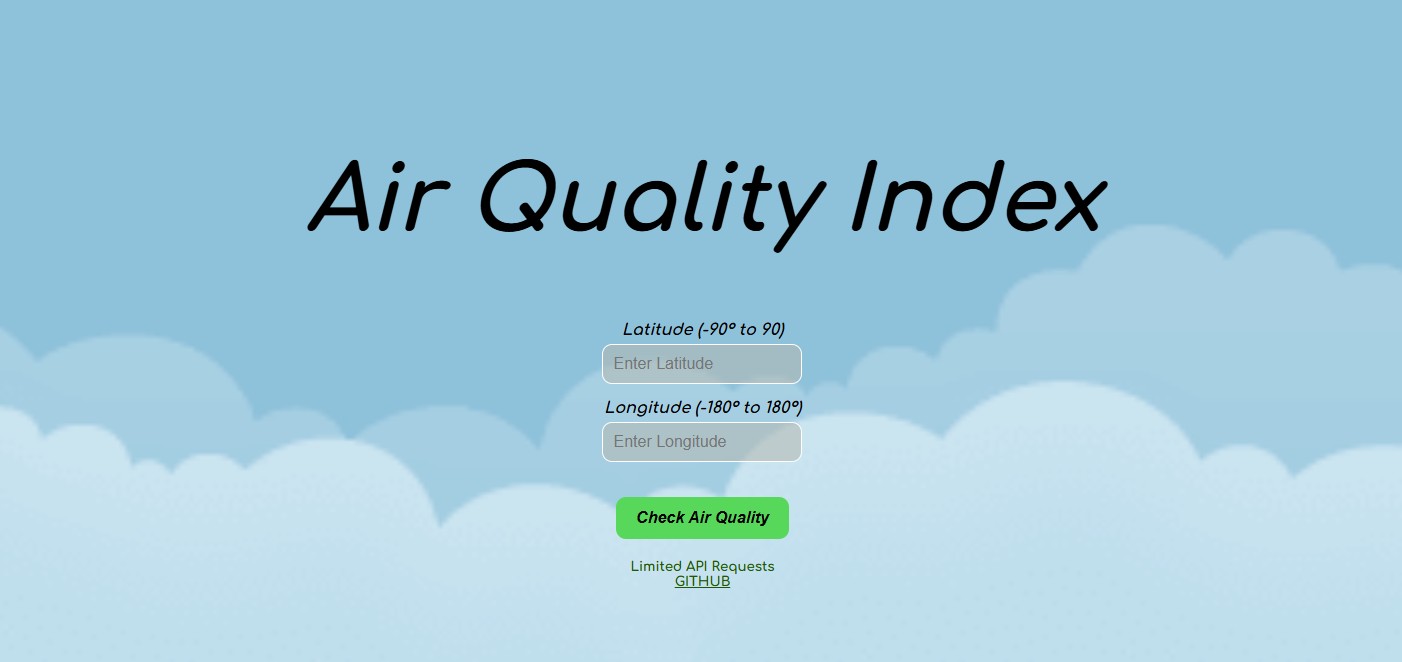 Air Quality Index
Latitude (-90° to 90)
Enter Latitude
Longitude (-180° to 180°)
Enter Longitude
Check Air Quality
Limited API Requests
GITHUB